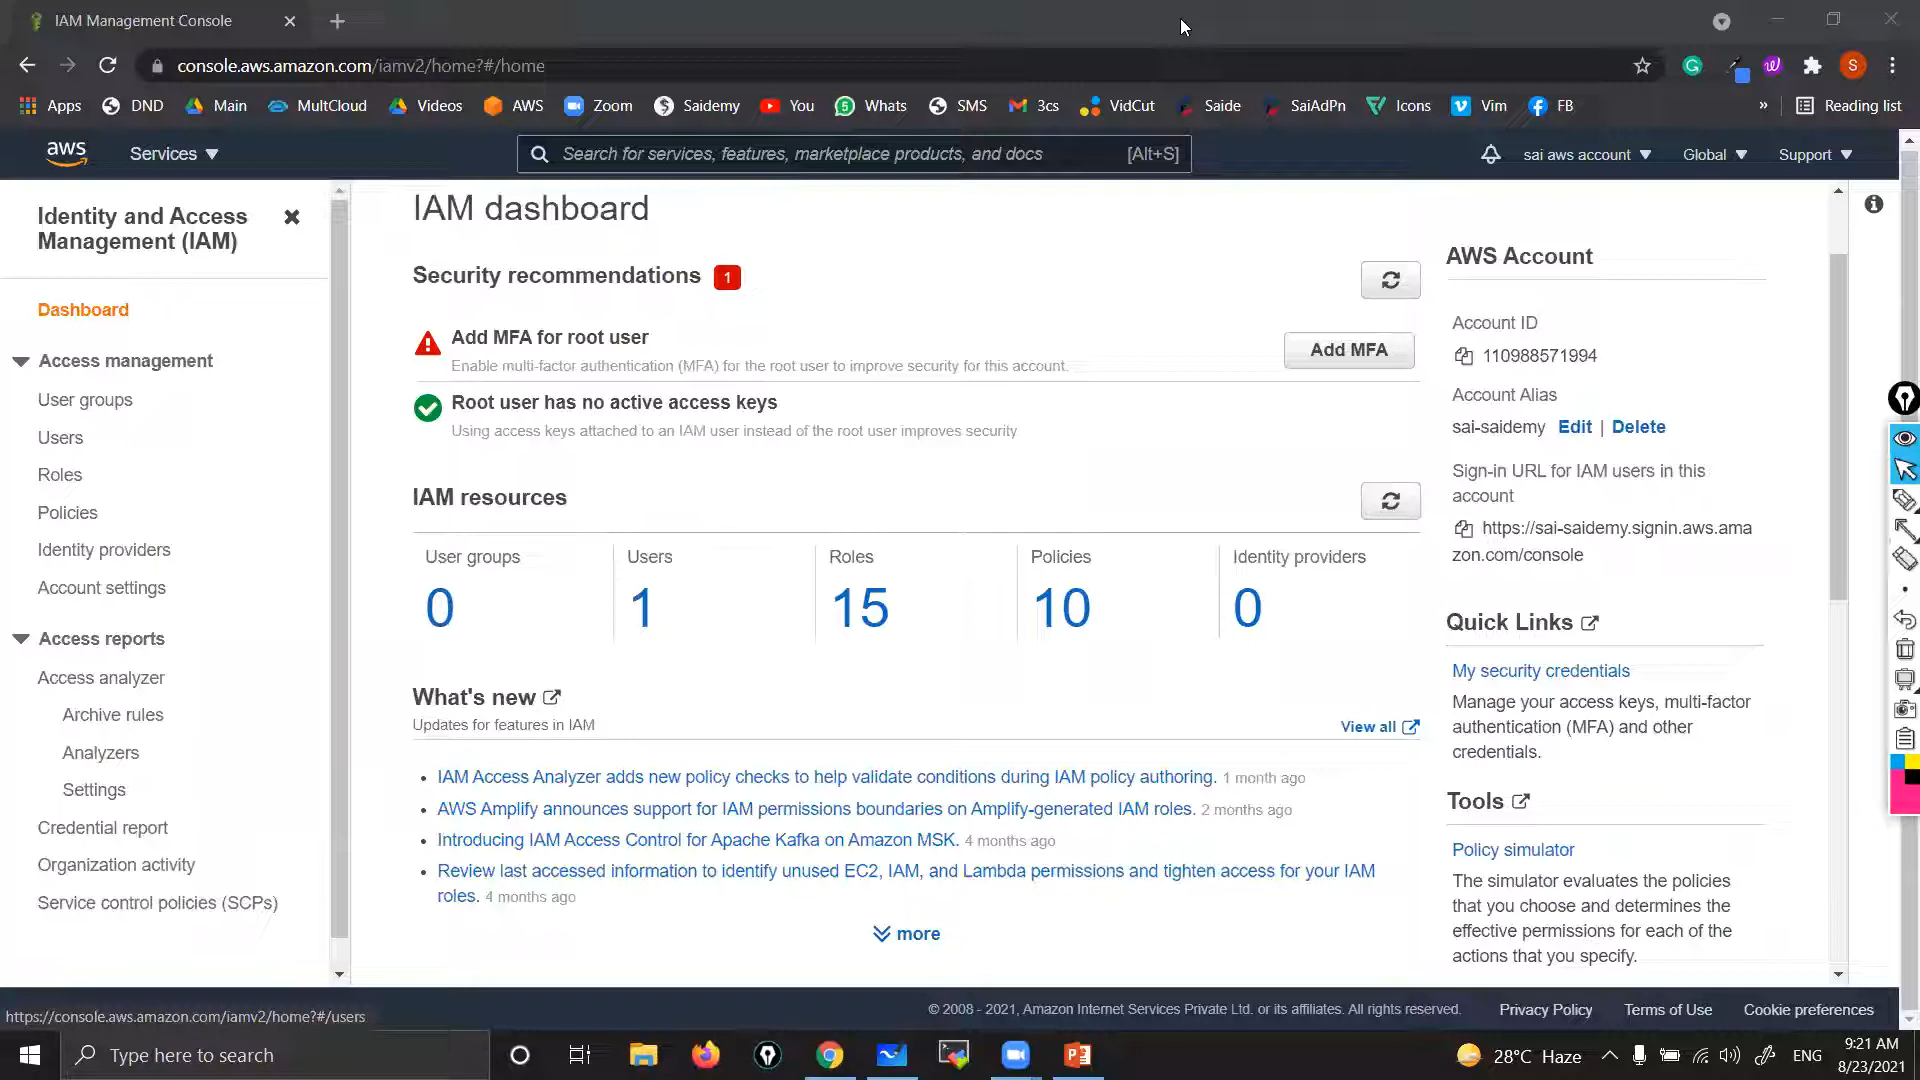 IAM Management Console
console.aws.amazon.com/iamv2/home?#/home
Apps DND Main MultCloud Videos AWS Zoom Saidemy You Whats SMS 3cs VidCut Saide SaiAdPn Icons Vim FB » Reading list
aws Services Search for services, features, marketplace products, and docs [Alt+S] sai aws account Global Support
Identity and Access
Management (IAM)
Dashboard
Access management
User groups
Users
Roles
Policies
Identity providers
Account settings
Access reports
Access analyzer
Archive rules
Analyzers
Settings
Credential report
Organization activity
Service control policies (SCPs)
IAM dashboard
Security recommendations 1
Add MFA for root user
Enable multi-factor authentication (MFA) for the root user to improve security for this account.
Add MFA
Root user has no active access keys
Using access keys attached to an IAM user instead of the root user improves security
IAM resources
User groups Users Roles Policies Identity providers
0 1 15 10 0
What's new
Updates for features in IAM
View all
IAM Access Analyzer adds new policy checks to help validate conditions during IAM policy authoring. 1 month ago
AWS Amplify announces support for IAM permissions boundaries on Amplify-generated IAM roles. 2 months ago
Introducing IAM Access Control for Apache Kafka on Amazon MSK. 4 months ago
Review last accessed information to identify unused EC2, IAM, and Lambda permissions and tighten access for your IAM
roles. 4 months ago
more
AWS Account
Account ID
110988571994
Account Alias
sai-saidemy Edit | Delete
Sign-in URL for IAM users in this
account
https://sai-saidemy.signin.aws.ama
zon.com/console
Quick Links
My security credentials
Manage your access keys, multi-factor
authentication (MFA) and other
credentials.
Tools
Policy simulator
The simulator evaluates the policies
that you choose and determines the
effective permissions for each of the
actions that you specify.
© 2008 - 2021, Amazon Internet Services Private Ltd. or its affiliates. All rights reserved. Privacy Policy Terms of Use Cookie preferences
https://console.aws.amazon.com/iamv2/home?#/users
Type here to search
28°C Haze ENG
9:21 AM
8/23/2021